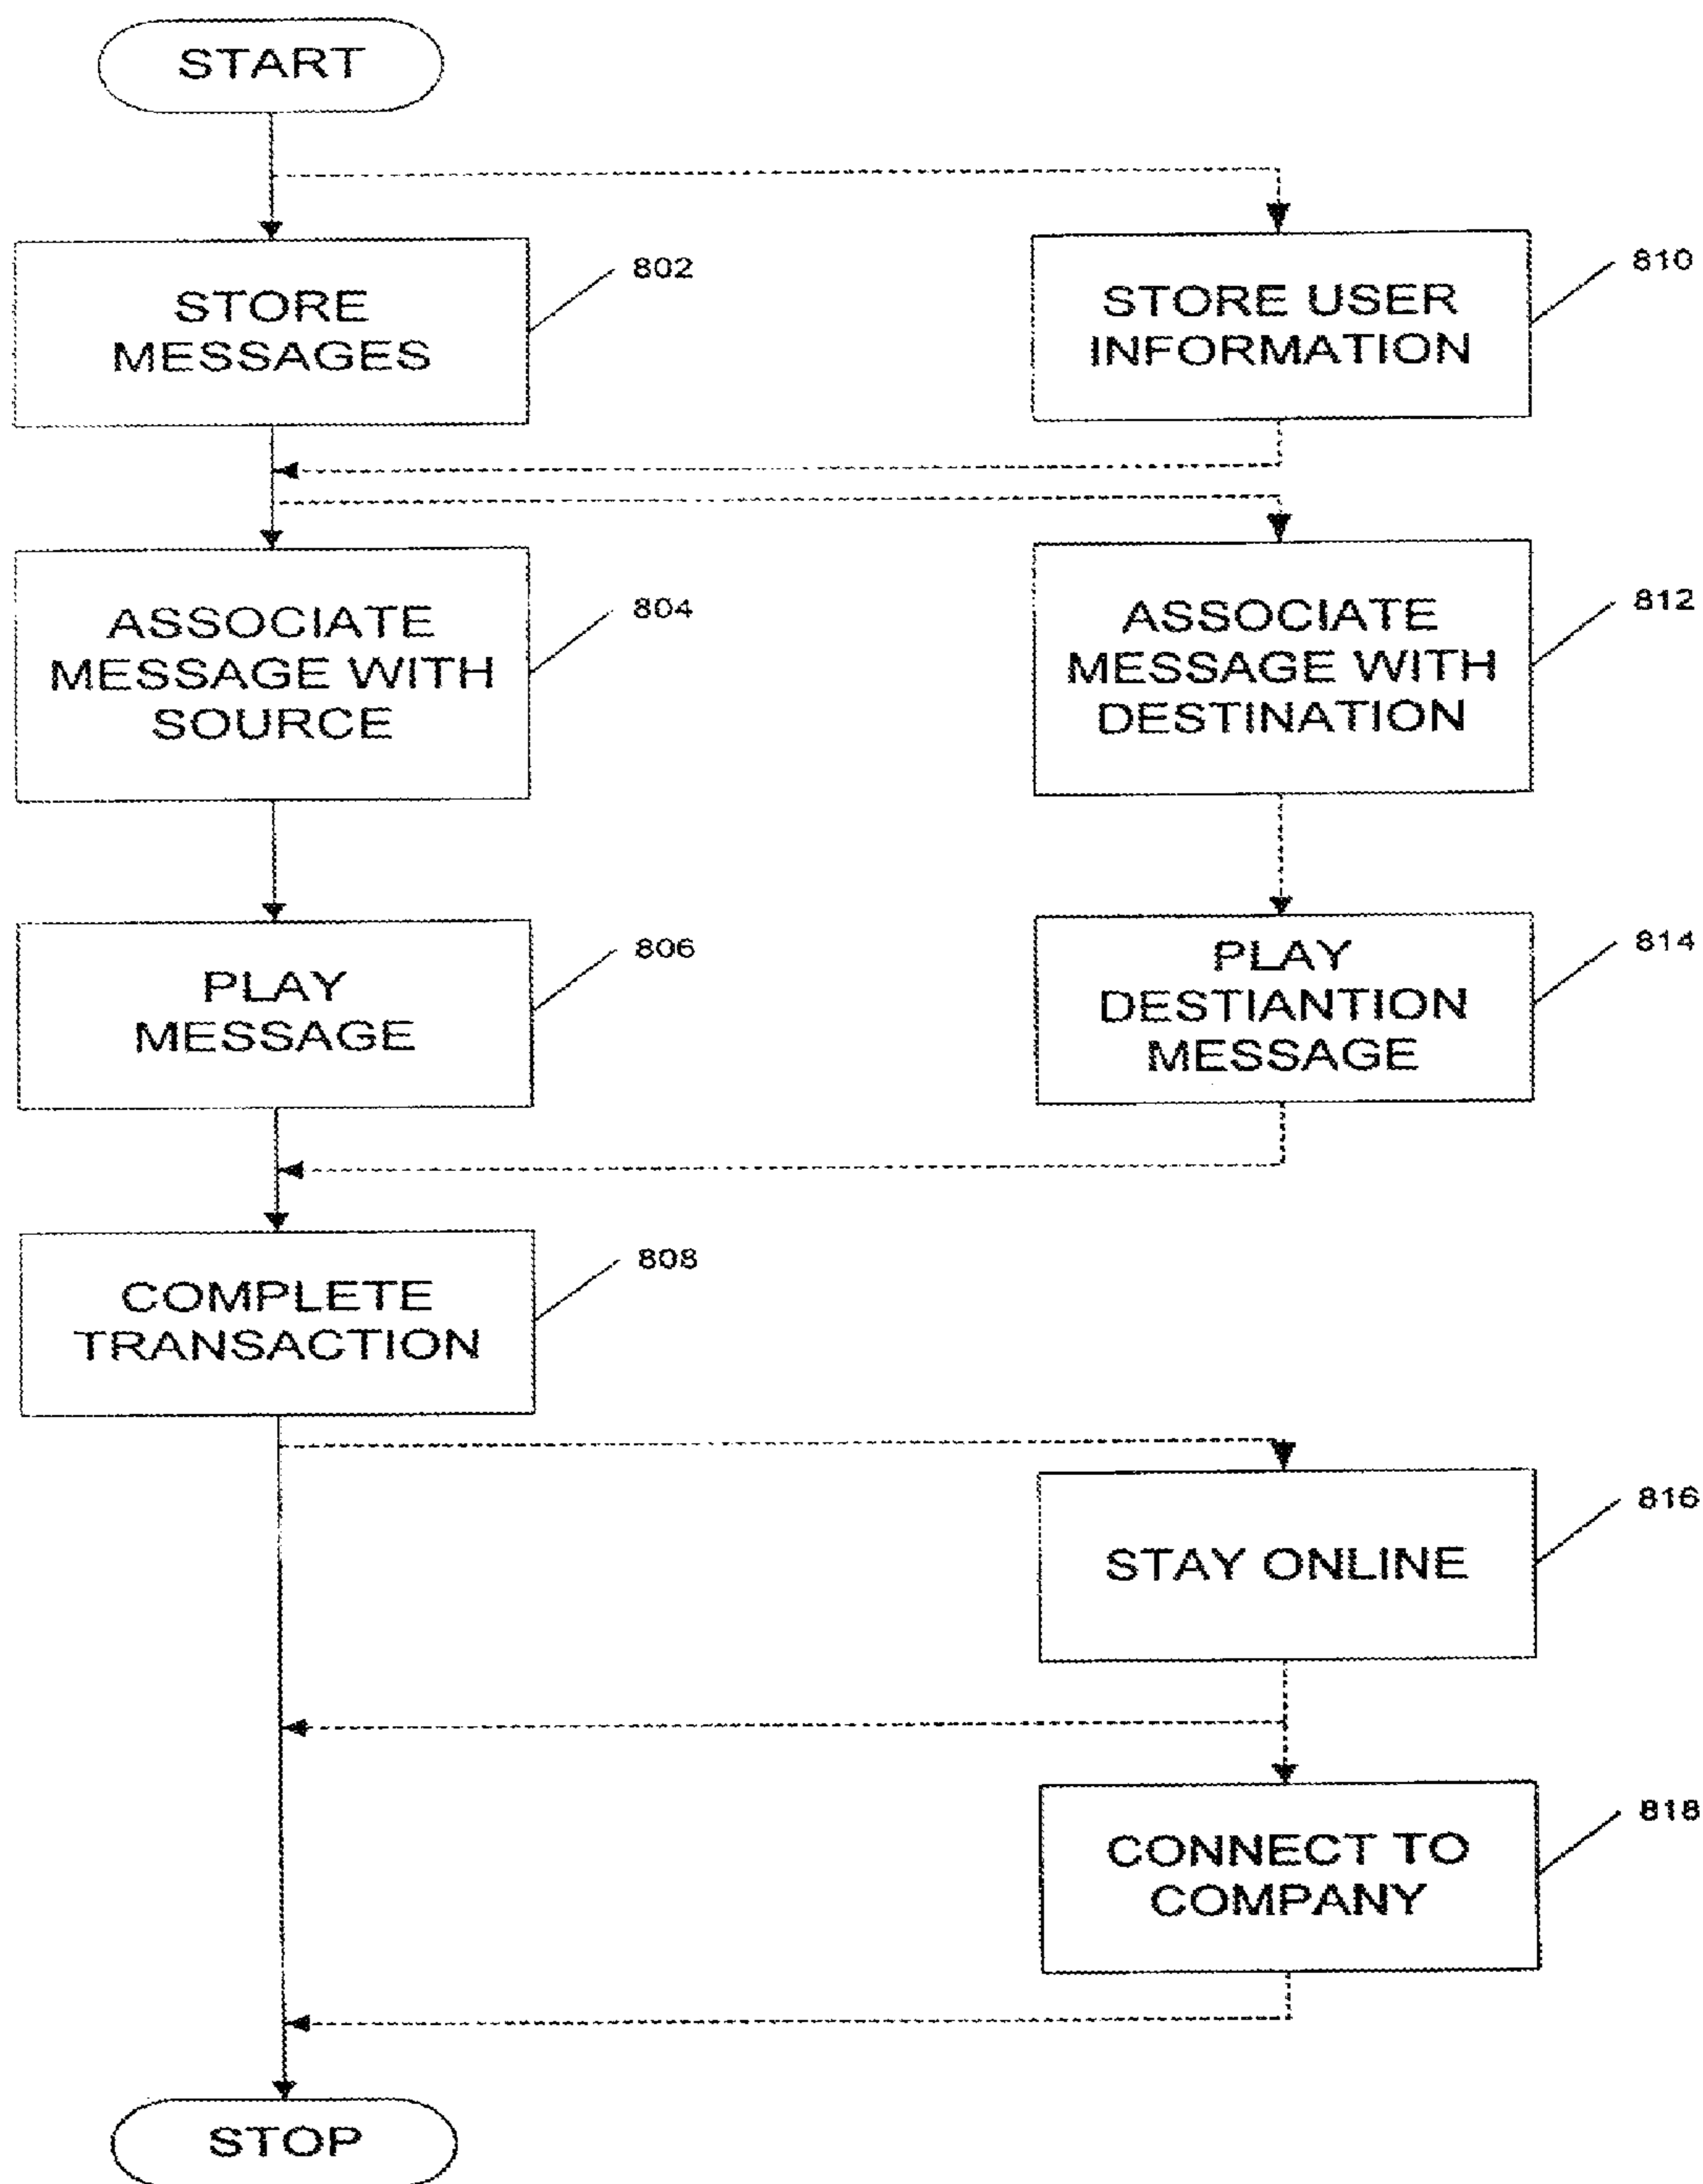 START
STORE
MESSAGES
802
STORE USER
INFORMATION
810
ASSOCIATE
MESSAGE WITH
SOURCE
804
ASSOCIATE
MESSAGE WITH
DESTINATION
812
PLAY
MESSAGE
806
PLAY
DESTIANTION
MESSAGE
814
COMPLETE
TRANSACTION
808
STAY ONLINE
816
CONNECT TO
COMPANY
818
STOP